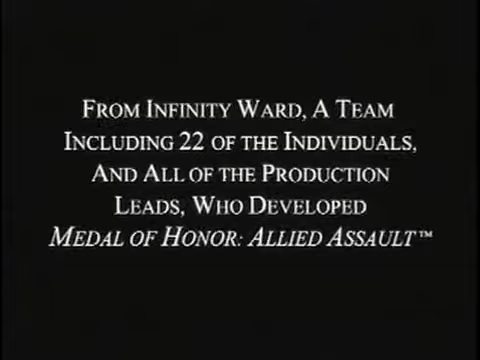 FROM INFINITY WARD, A TEAM
INCLUDING 22 OF THE INDIVIDUALS,
AND ALL OF THE PRODUCTION
LEADS, WHO DEVELOPED
MEDAL OF HONOR: ALLIED ASSAULT™